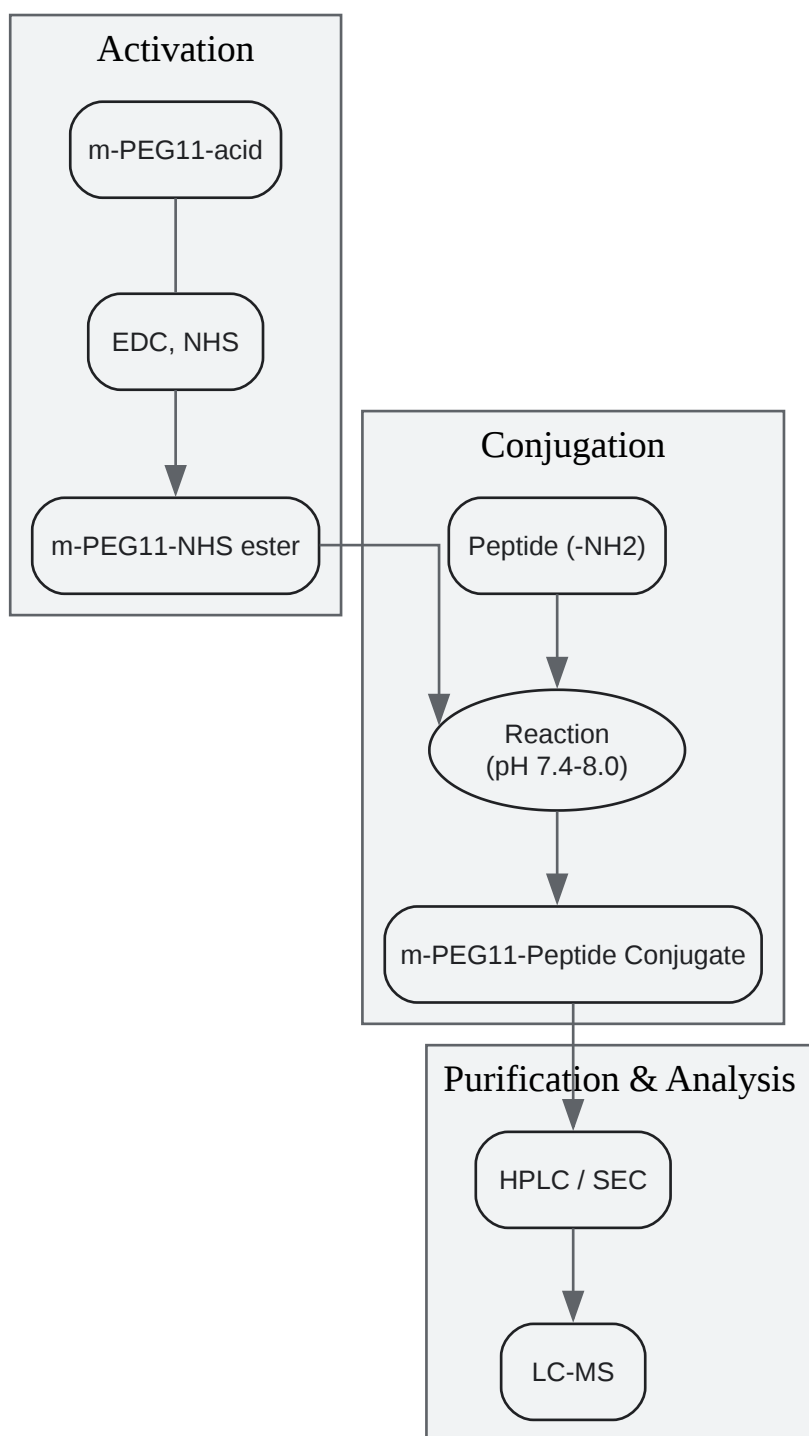 Activation
m-PEG11-acid
EDC, NHS
m-PEG11-NHS ester
Conjugation
Peptide (-NH2)
Reaction
(pH 7.4-8.0)
m-PEG11-Peptide Conjugate
Purification & Analysis
HPLC / SEC
LC-MS